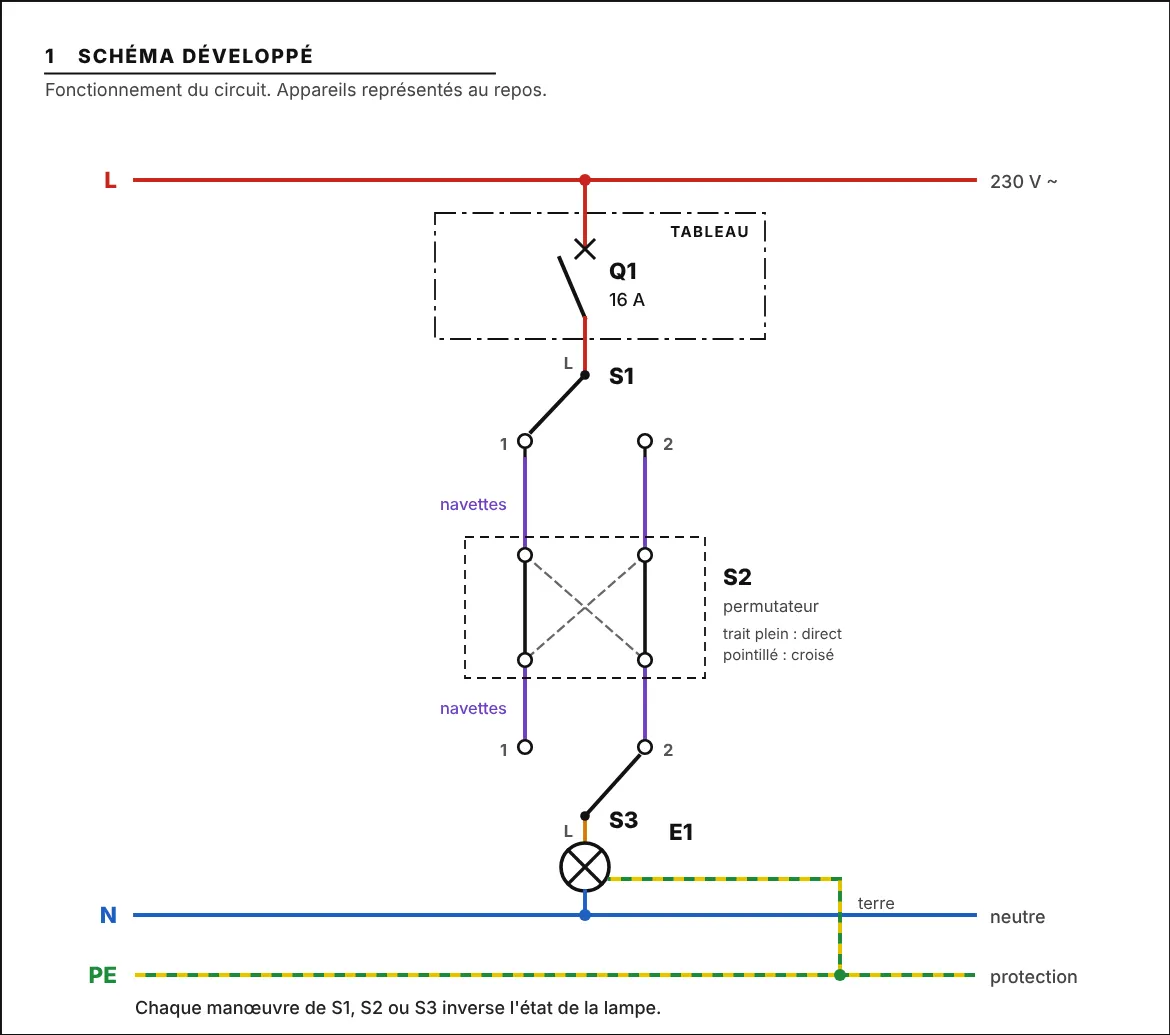 1 SCHÉMA DÉVELOPPÉ
Fonctionnement du circuit. Appareils représentés au repos.
L
230 V ~
TABLEAU
Q1
16 A
L
S1
1
2
navettes
S2
permutateur
trait plein : direct
pointillé : croisé
navettes
1
2
S3
E1
L
terre
N
neutre
PE
protection
Chaque manœuvre de S1, S2 ou S3 inverse l'état de la lampe.